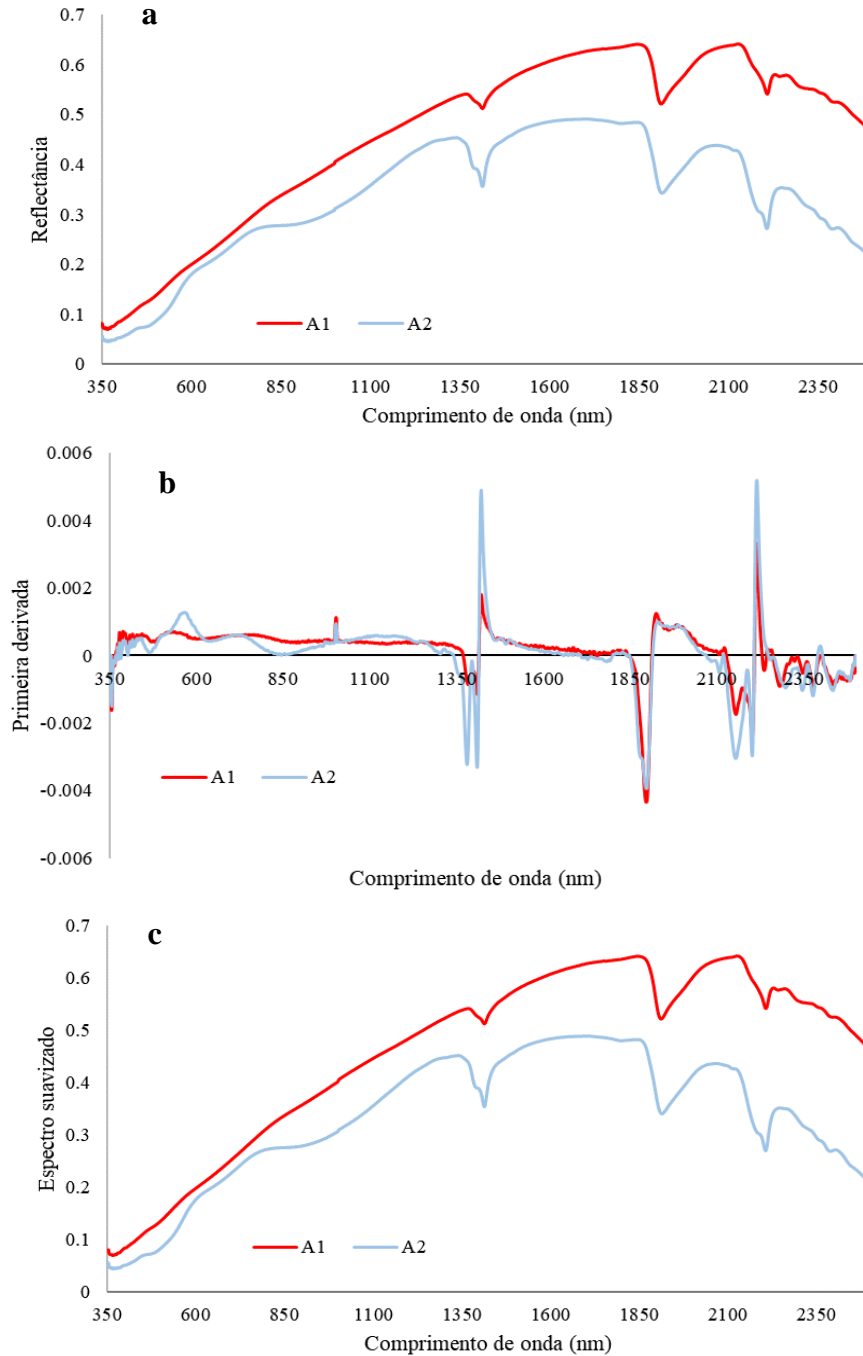 a
0.7
0.6
0.5
0.4
0.3
0.2
0.1
0
Reflectância
A1 A2
350 600 850 1100 1350 1600 1850 2100 2350
Comprimento de onda (nm)
b
0.006
0.004
0.002
0
-0.002
-0.004
-0.006
Primeira derivada
350 600 850 1100 1350 1600 1850 2100 2350
A1 A2
Comprimento de onda (nm)
c
0.7
0.6
0.5
0.4
0.3
0.2
0.1
0
Espectro suavizado
A1 A2
350 600 850 1100 1350 1600 1850 2100 2350
Comprimento de onda (nm)